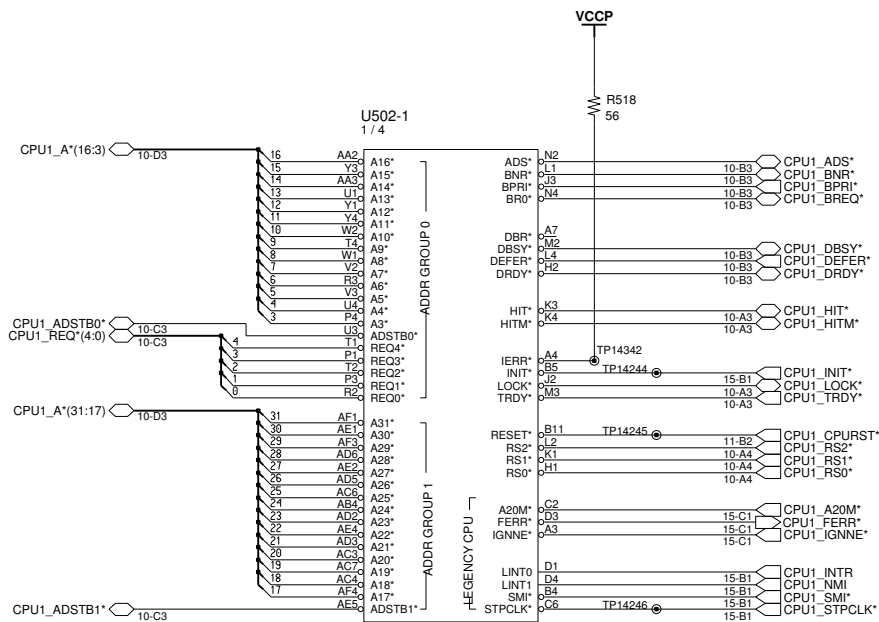 VCCP
R518
56
U502-1
1 / 4
CPU1_A*(16:3)
10-D3
16 AA2 A16*
15 Y3 A15*
14 AA3 A14*
13 U1 A13*
12 Y1 A12*
11 Y4 A11*
10 W2 A10*
9 T4 A9*
8 W1 A8*
7 V2 A7*
6 R3 A6*
5 V3 A5*
4 U4 A4*
3 P4 A3*
ADDR GROUP 0
CPU1_ADSTB0*
10-C3
U3 ADSTB0*
CPU1_REQ*(4:0)
10-C3
4 T1 REQ4*
3 P1 REQ3*
2 T2 REQ2*
1 P3 REQ1*
0 R2 REQ0*
CPU1_A*(31:17)
10-D3
31 AF1 A31*
30 AE1 A30*
29 AF3 A29*
28 AD6 A28*
27 AE2 A27*
26 AD5 A26*
25 AC6 A25*
24 AB4 A24*
23 AD2 A23*
22 AE4 A22*
21 AD3 A21*
20 AC3 A20*
19 AC7 A19*
18 AC4 A18*
17 AF4 A17*
ADDR GROUP 1
CPU1_ADSTB1*
10-C3
AE5 ADSTB1*
ADS* N2 10-B3 CPU1_ADS*
BNR* L1 10-B3 CPU1_BNR*
BPRI* J3 10-B3 CPU1_BPRI*
BR0* N4 10-B3 CPU1_BREQ*
DBR* A7
DBSY* M2 10-B3 CPU1_DBSY*
DEFER* L4 10-B3 CPU1_DEFER*
DRDY* H2 10-B3 CPU1_DRDY*
HIT* K3 10-A3 CPU1_HIT*
HITM* K4 10-A3 CPU1_HITM*
IERR* A4 TP14342
INIT* B5 TP14244 15-B1 CPU1_INIT*
LOCK* J2 10-A3 CPU1_LOCK*
TRDY* M3 10-A3 CPU1_TRDY*
RESET* B11 TP14245 11-B2 CPU1_CPURST*
RS2* L2 10-A4 CPU1_RS2*
RS1* K1 10-A4 CPU1_RS1*
RS0* H1 10-A4 CPU1_RS0*
LEGENCY CPU
A20M* C2 15-C1 CPU1_A20M*
FERR* D3 15-C1 CPU1_FERR*
IGNNE* A3 15-C1 CPU1_IGNNE*
LINT0 D1 15-B1 CPU1_INTR
LINT1 D4 15-B1 CPU1_NMI
SMI* B4 15-B1 CPU1_SMI*
STPCLK* C6 TP14246 15-B1 CPU1_STPCLK*